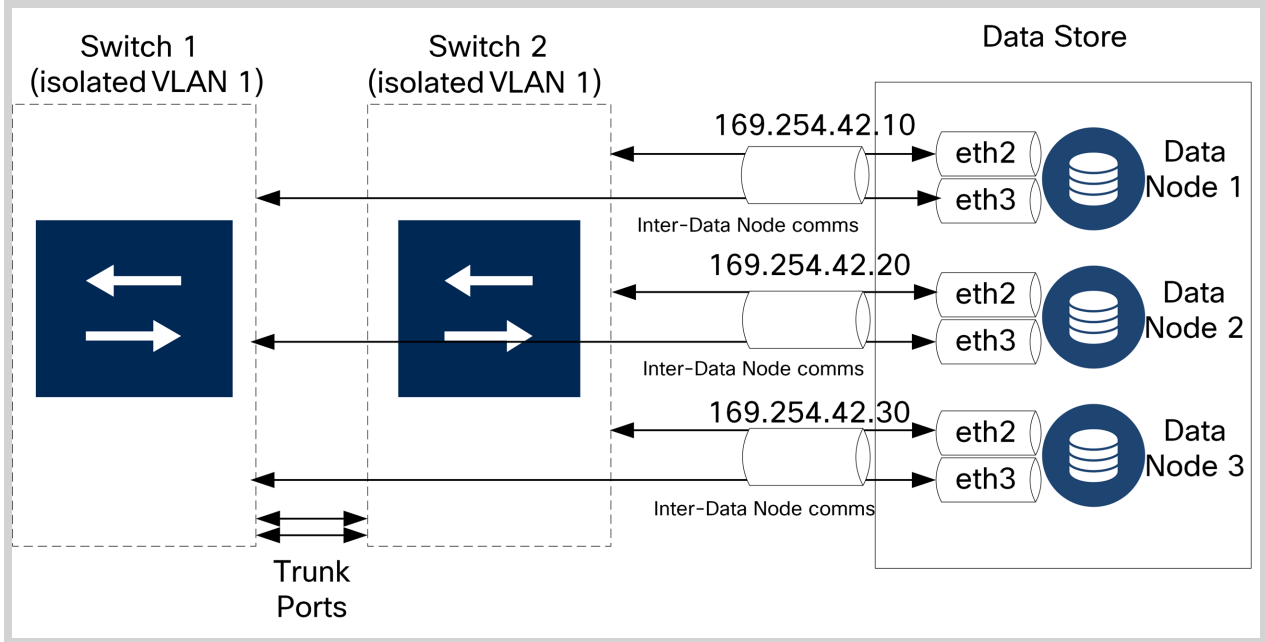 Switch 1
(isolated VLAN 1)
Switch 2
(isolated VLAN 1)
Data Store
169.254.42.10
eth2
eth3
Data
Node 1
Inter-Data Node comms
169.254.42.20
eth2
eth3
Data
Node 2
Inter-Data Node comms
169.254.42.30
eth2
eth3
Data
Node 3
Inter-Data Node comms
Trunk
Ports